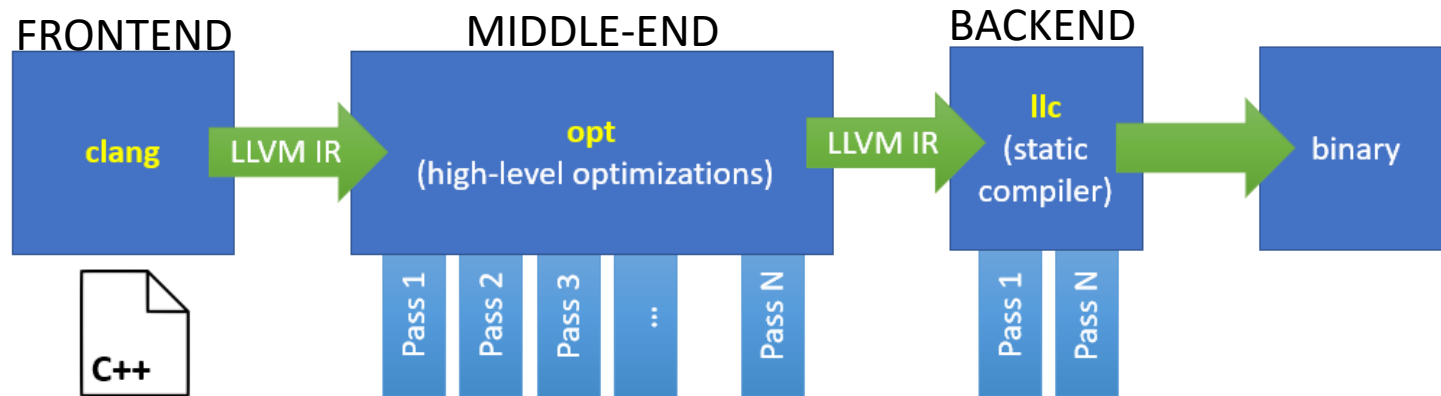 FRONTEND
MIDDLE-END
BACKEND
clang
LLVM IR
opt
(high-level optimizations)
LLVM IR
llc
(static
compiler)
binary
C++
Pass 1
Pass 2
Pass 3
...
Pass N
Pass 1
Pass N